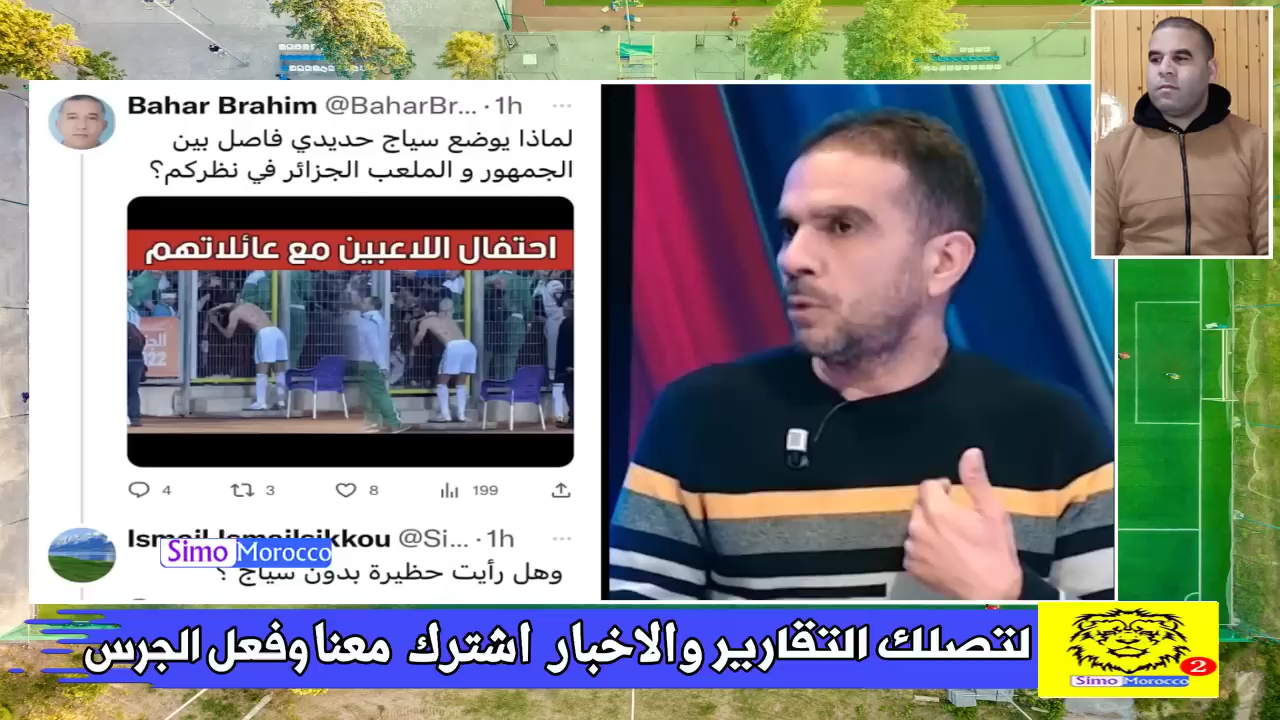 Bahar Brahim @BaharBr... · 1h
لماذا يوضع سياج حديدي فاصل بين
الجمهور و الملعب الجزائر في نظركم؟
احتفال اللاعبين مع عائلاتهم
4 3 8 199
@Si... · 1h
Simo Morocco
وهل رأيت حظيرة بدون سياج ؟
لتصلك التقارير والاخبار اشترك معنا وفعل الجرس
2
Simo Morocco